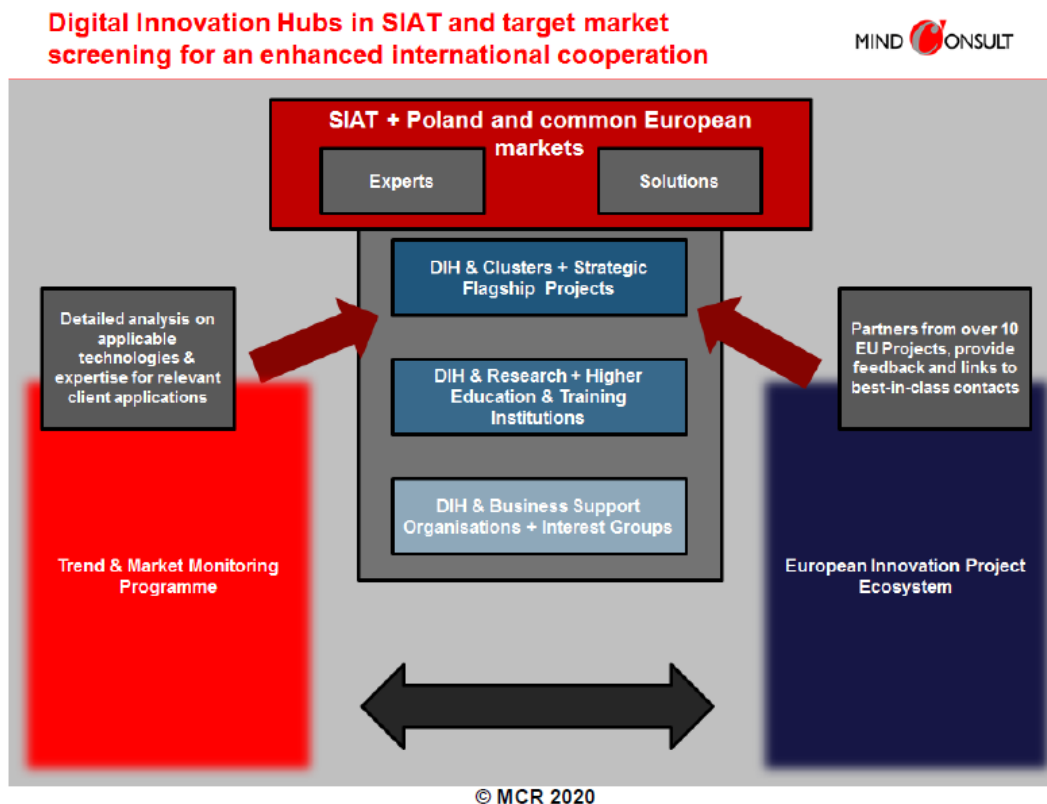 Digital Innovation Hubs in SIAT and target market
screening for an enhanced international cooperation
MIND CONSULT
SIAT + Poland and common European
markets
Experts
Solutions
DIH & Clusters + Strategic
Flagship Projects
Detailed analysis on
applicable
technologies &
expertise for relevant
client applications
Partners from over 10
EU Projects, provide
feedback and links to
best-in-class contacts
DIH & Research + Higher
Education & Training
Institutions
DIH & Business Support
Organisations + Interest Groups
Trend & Market Monitoring
Programme
European Innovation Project
Ecosystem
© MCR 2020